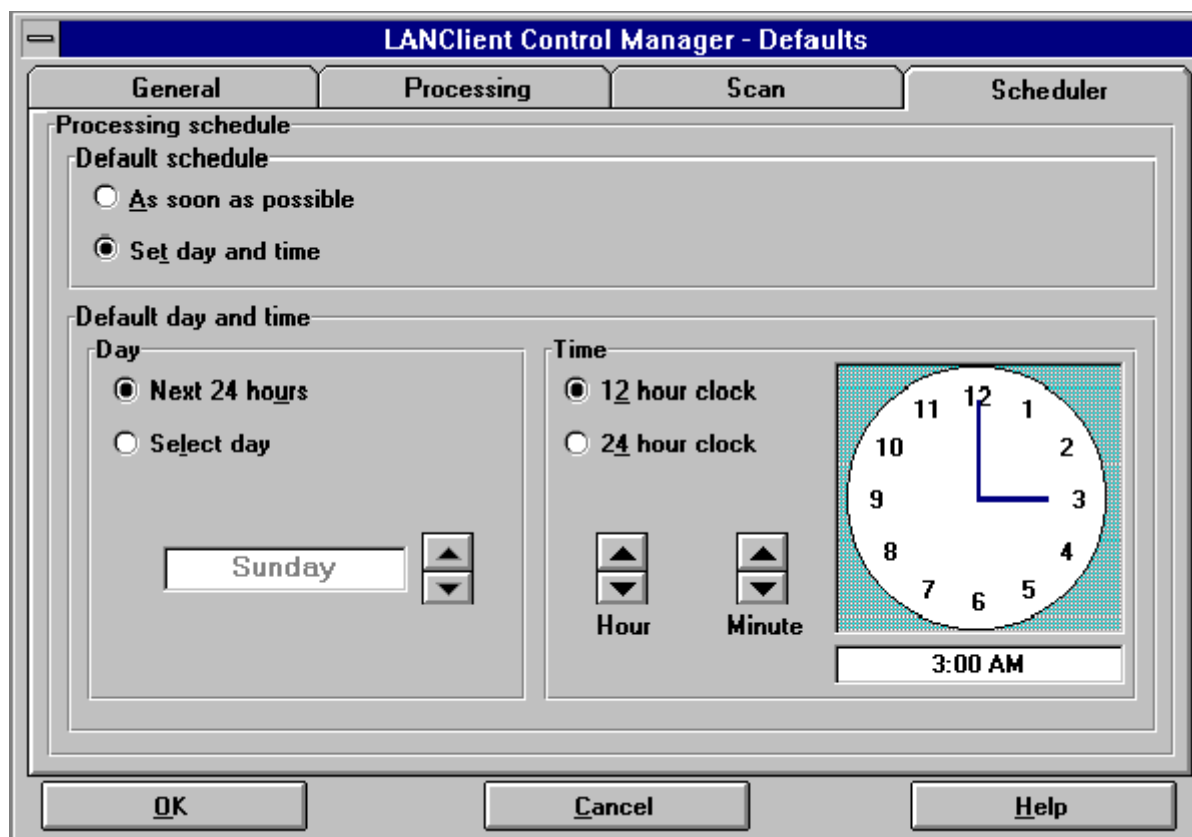 LANClient Control Manager - Defaults
General Processing Scan Scheduler
Processing schedule
Default schedule
As soon as possible
Set day and time
Default day and time
Day
Next 24 hours
Select day
Sunday
Time
12 hour clock
24 hour clock
Hour Minute
12
1
2
3
4
5
6
7
8
9
10
11
3:00 AM
OK Cancel Help